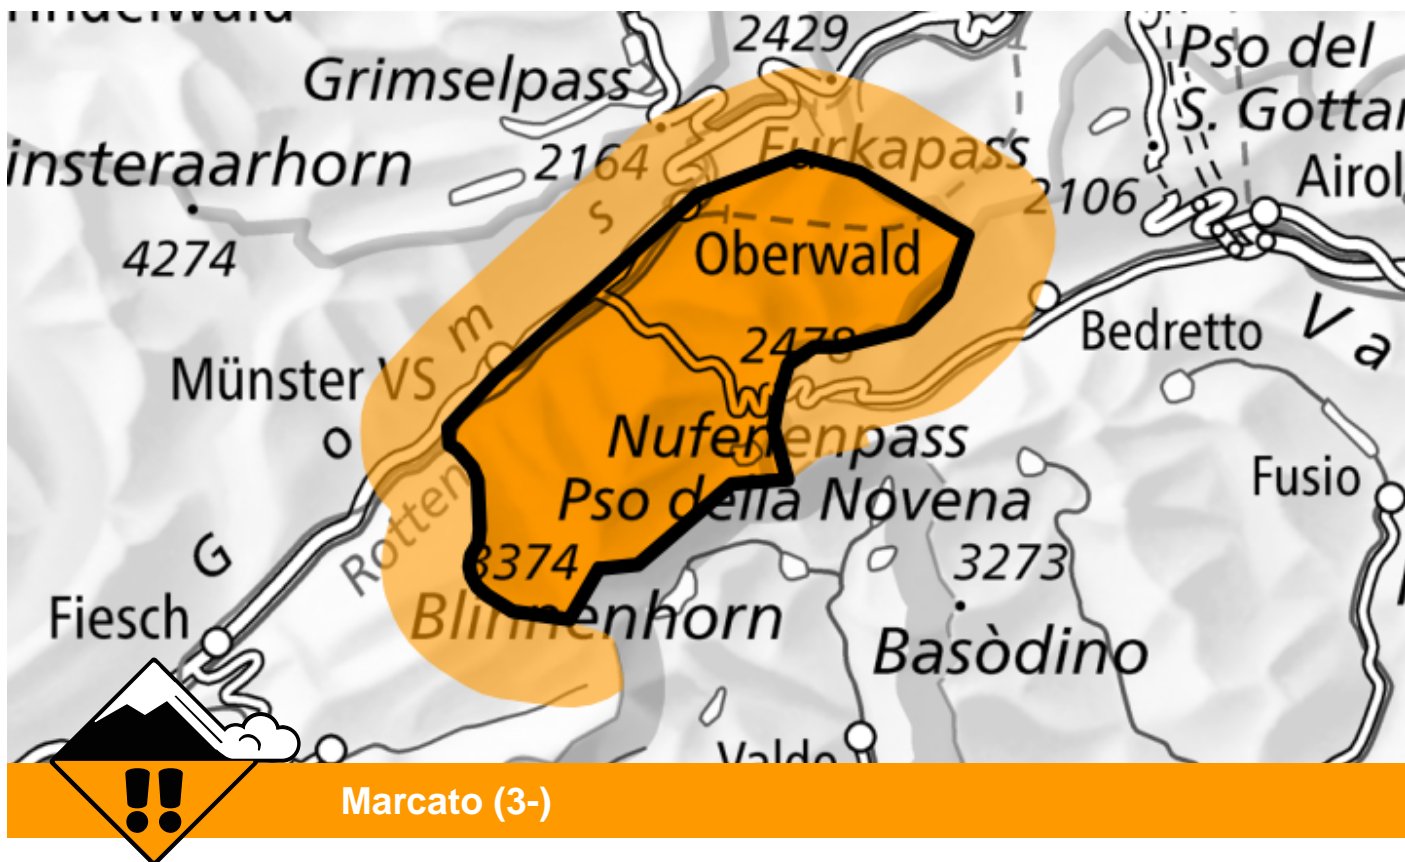 2429
Pso del
Grimselpass
S. Gottar
insteraarhorn
2164
Furkapass
2106
Airol
s
4274
Oberwald
m
2478
Bedretto
V a
Münster VS
o
Nufenenpass
Pso della Novena
Fusio
Rotten
G
3374
3273
Fiesch
Blinnenhorn
Basòdino
Marcato (3-)